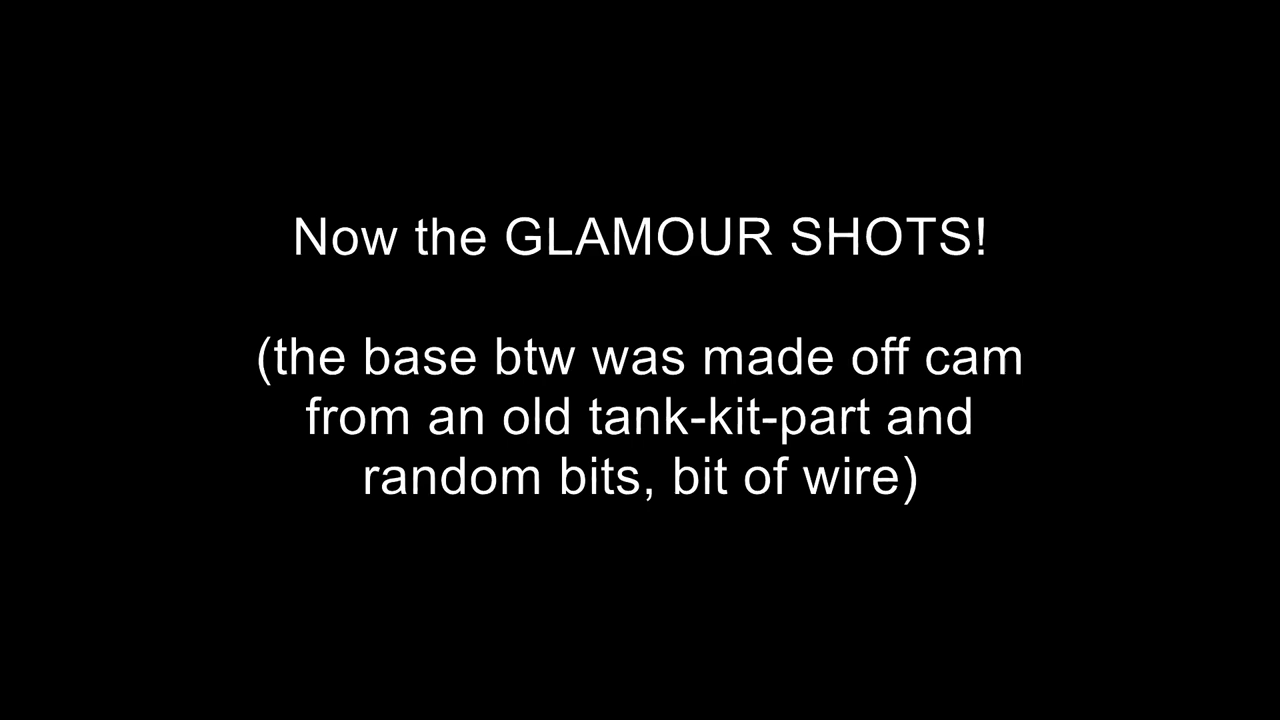 Now the GLAMOUR SHOTS!
(the base btw was made off cam
from an old tank-kit-part and
random bits, bit of wire)